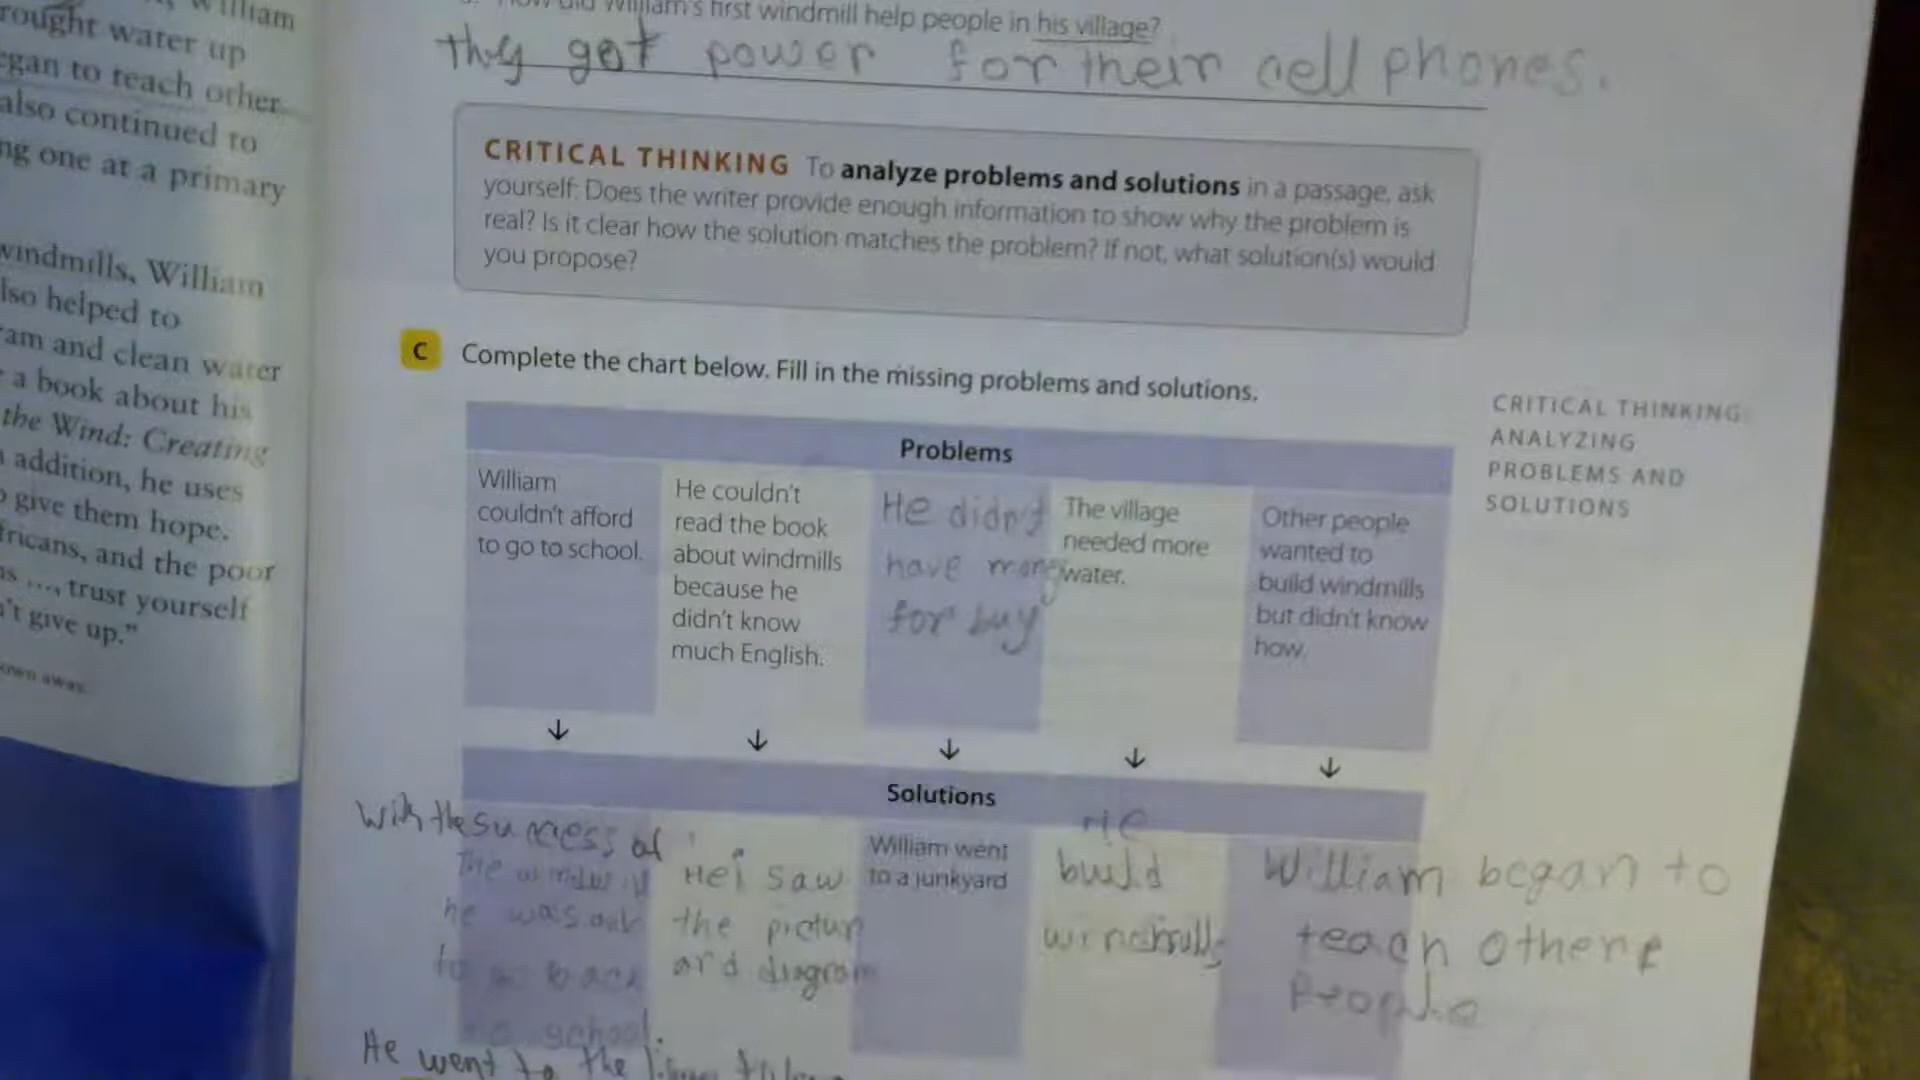 William
rought water up
egan to teach other
also continued to
ng one at a primary
windmills, William
lso helped to
am and clean water
a book about his
the Wind: Creating
addition, he uses
give them hope.
fricans, and the poor
s ..., trust yourself
't give up."
own away.
William's first windmill help people in his village?
they got power for their cell phones.
CRITICAL THINKING To analyze problems and solutions in a passage, ask
yourself: Does the writer provide enough information to show why the problem is
real? Is it clear how the solution matches the problem? If not, what solution(s) would
you propose?
C Complete the chart below. Fill in the missing problems and solutions.
CRITICAL THINKING:
ANALYZING
PROBLEMS AND
SOLUTIONS
Problems
William
couldn't afford
to go to school.
He couldn't
read the book
about windmills
because he
didn't know
much English.
He didn't
have money
for buy
The village
needed more
water.
Other people
wanted to
build windmills
but didn't know
how.
Solutions
With the success of
The windmill
he was
to back
school.
He went to the
He saw
the pictur
and diagram
William went
to a junkyard
He
build
windmills
William began to
teach othere
People